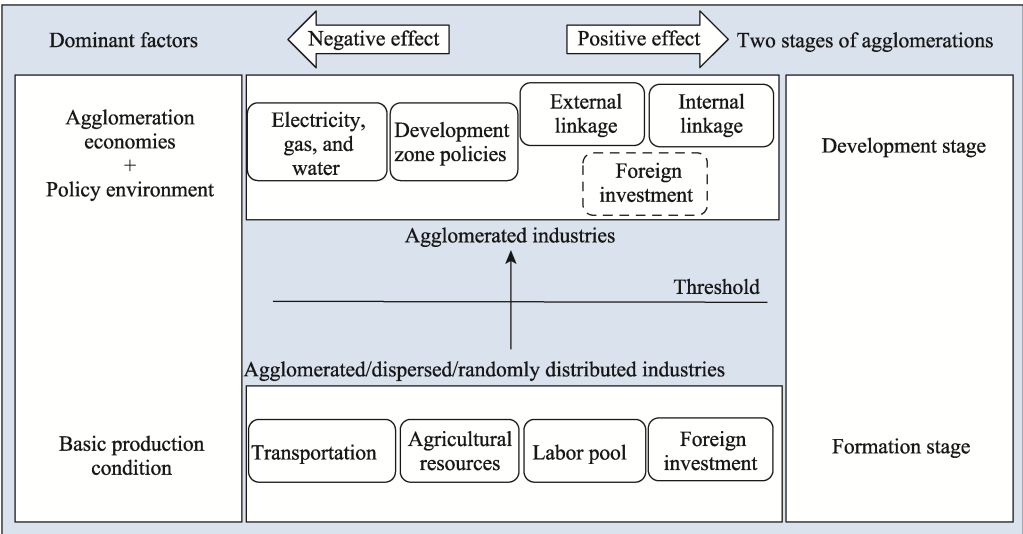 Dominant factors
Negative effect
Positive effect
Two stages of agglomerations
Agglomeration
economies
+
Policy environment
Electricity,
gas, and
water
Development
zone policies
External
linkage
Internal
linkage
Foreign
investment
Development stage
Agglomerated industries
Threshold
Agglomerated/dispersed/randomly distributed industries
Basic production
condition
Transportation
Agricultural
resources
Labor pool
Foreign
investment
Formation stage